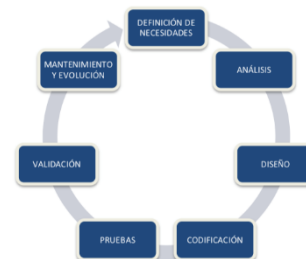 DEFINICIÓN DE
NECESIDADES
ANÁLISIS
DISEÑO
CODIFICACIÓN
PRUEBAS
VALIDACIÓN
MANTENIMIENTO
Y EVOLUCIÓN